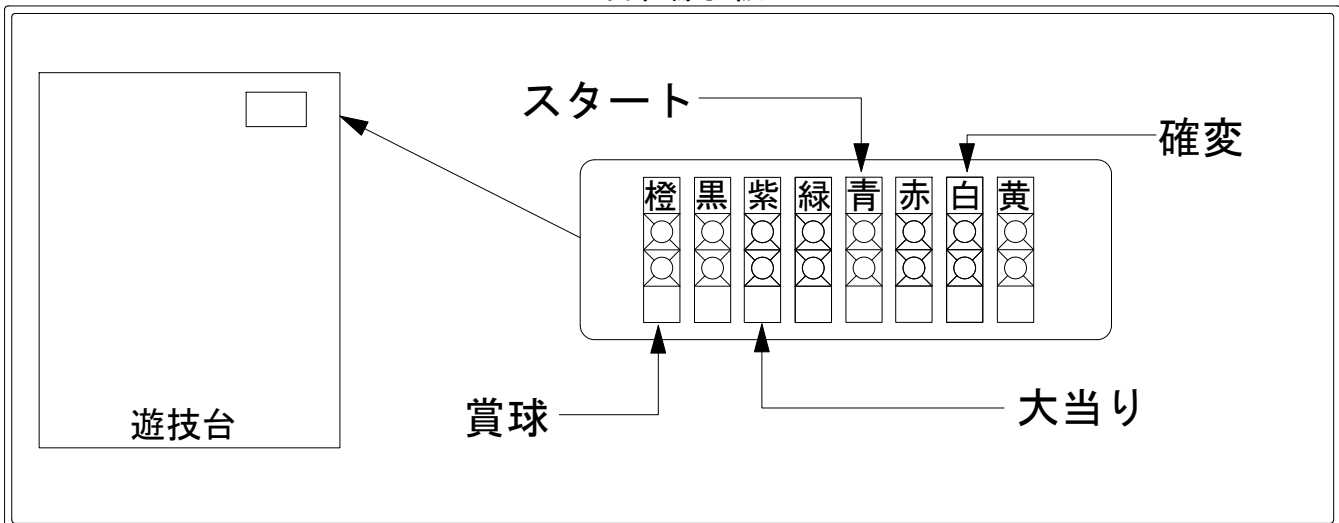 スタート
確変
橙 黒 紫 緑 青 赤 白 黄
賞球
大当り
遊技台